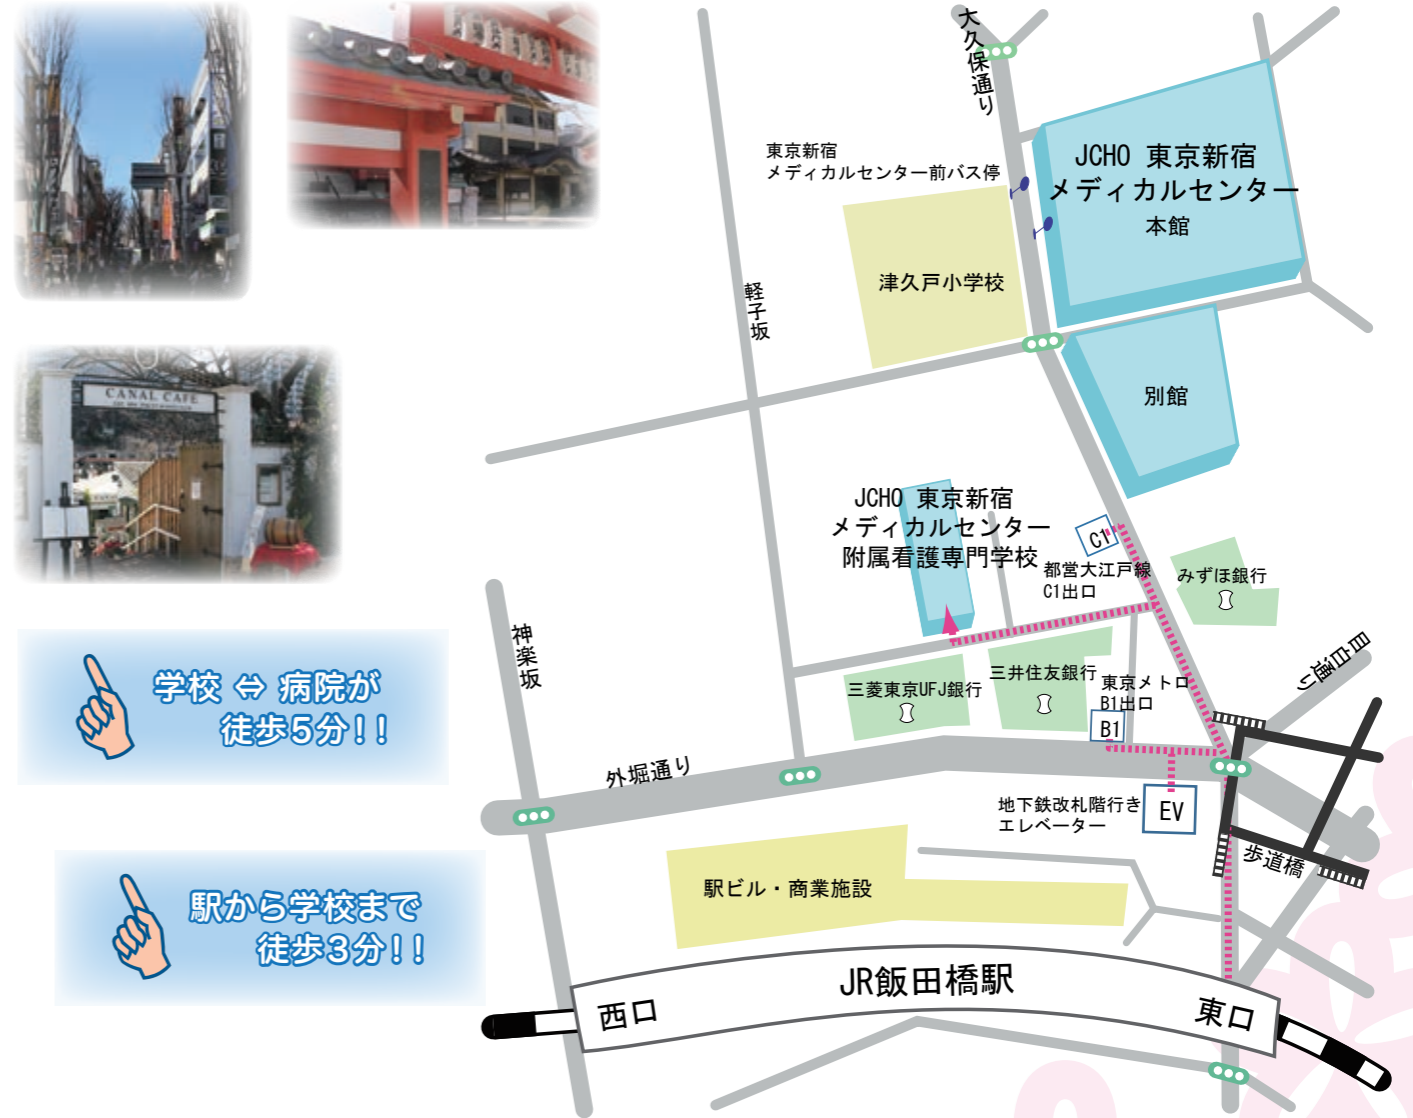 大久保通り
東京新宿
メディカルセンター前バス停
JCHO 東京新宿
メディカルセンター
本館
津久戸小学校
軽子坂
別館
CANAL CAFE
JCHO 東京新宿
メディカルセンター
附属看護専門学校
C1
都営大江戸線
C1出口
みずほ銀行
神楽坂
目白通り
三菱東京UFJ銀行
三井住友銀行
東京メトロ
B1出口
B1
学校 ⇔ 病院が
徒歩5分!!
外堀通り
地下鉄改札階行き
エレベーター
EV
歩道橋
駅ビル・商業施設
駅から学校まで
徒歩3分!!
JR飯田橋駅
西口
東口